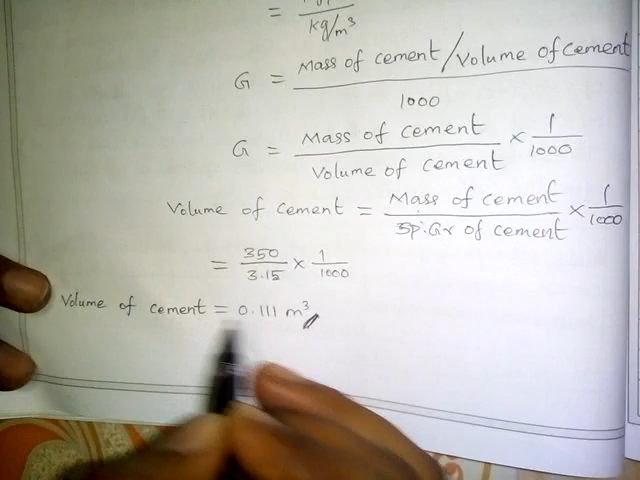 =
kg/m³
G = Mass of cement/Volume of cement
1000
G = Mass of cement / Volume of cement × 1/1000
Volume of cement = Mass of cement / Sp:Gr of cement × 1/1000
= 350/3.15 × 1/1000
Volume of cement = 0.111 m³